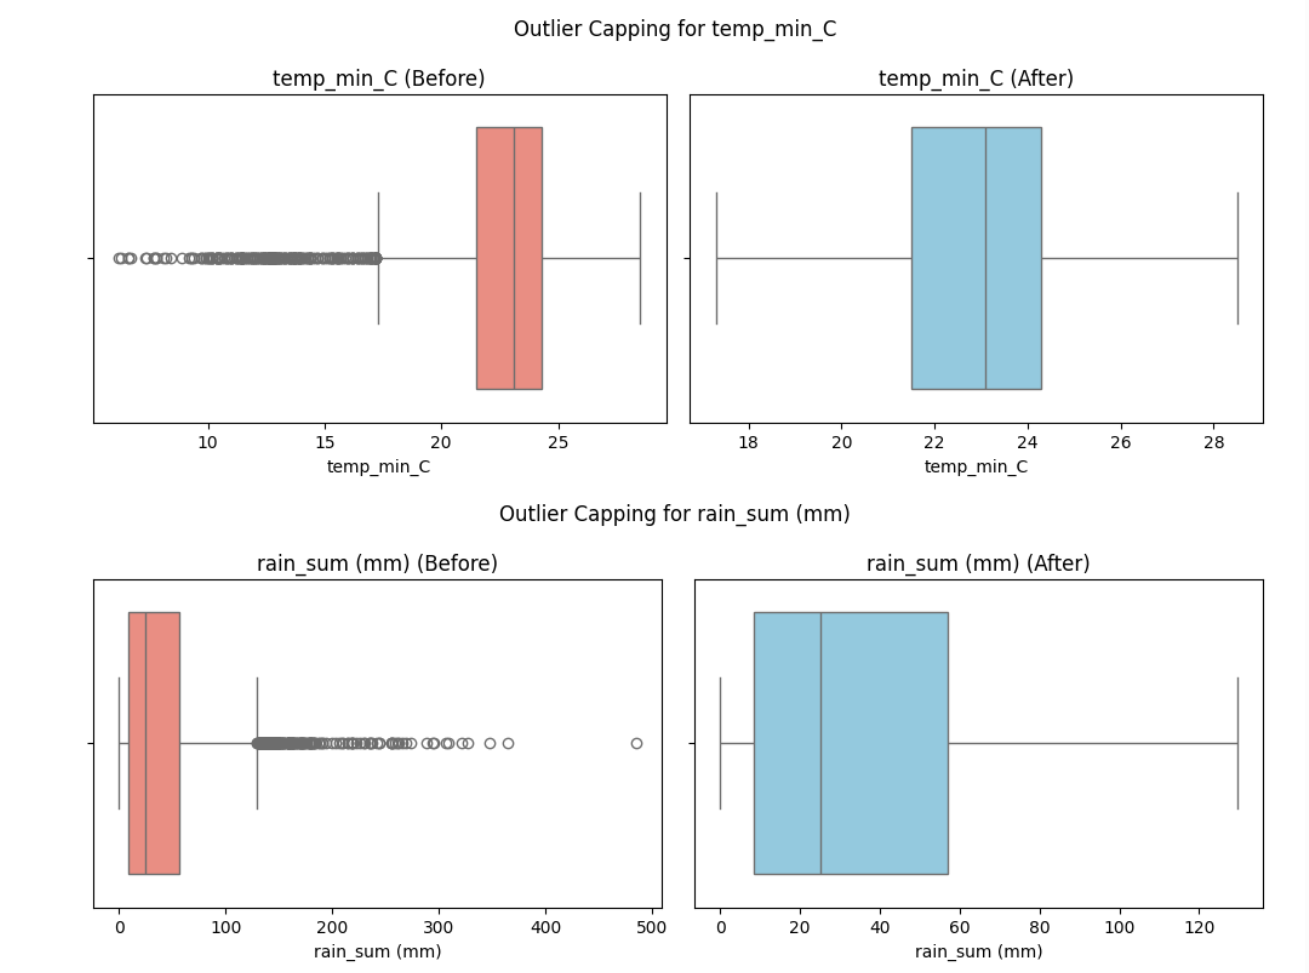 Outlier Capping for temp_min_C
temp_min_C (Before)
temp_min_C (After)
10 15 20 25
18 20 22 24 26 28
temp_min_C
temp_min_C
Outlier Capping for rain_sum (mm)
rain_sum (mm) (Before)
rain_sum (mm) (After)
0 100 200 300 400 500
0 20 40 60 80 100 120
rain_sum (mm)
rain_sum (mm)